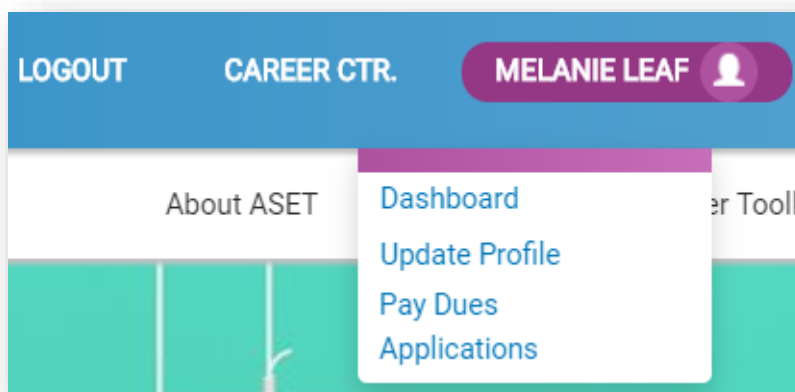 LOGOUT CAREER CTR. MELANIE LEAF
About ASET
Dashboard
Update Profile
Pay Dues
Applications